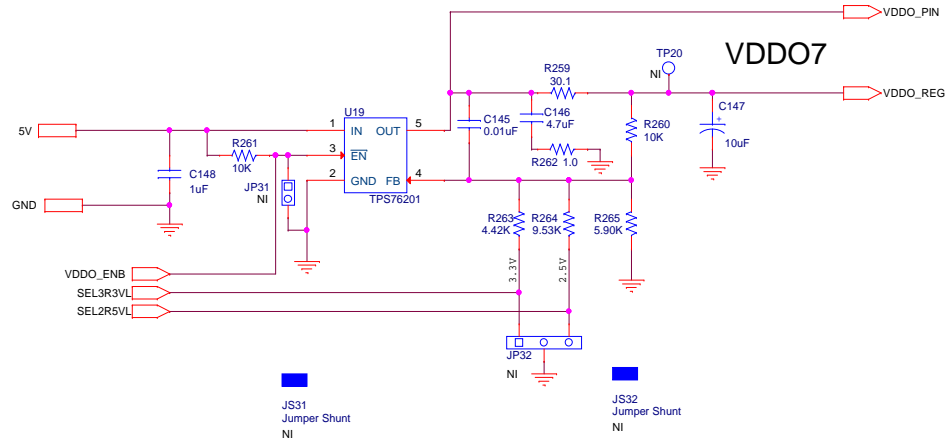 VDDO_PIN
TP20
VDDO7
NI
R259
30.1
VDDO_REG
U19
C145
0.01uF
C146
4.7uF
R260
10K
C147
10uF
5V
1 IN OUT 5
R261
10K
3 EN
R262 1.0
C148
1uF
JP31
NI
2 GND FB 4
TPS76201
GND
R263
4.42K
R264
9.53K
R265
5.90K
3.3V
2.5V
VDDO_ENB
SEL3R3VL
SEL2R5VL
JP32
NI
JS31
Jumper Shunt
NI
JS32
Jumper Shunt
NI